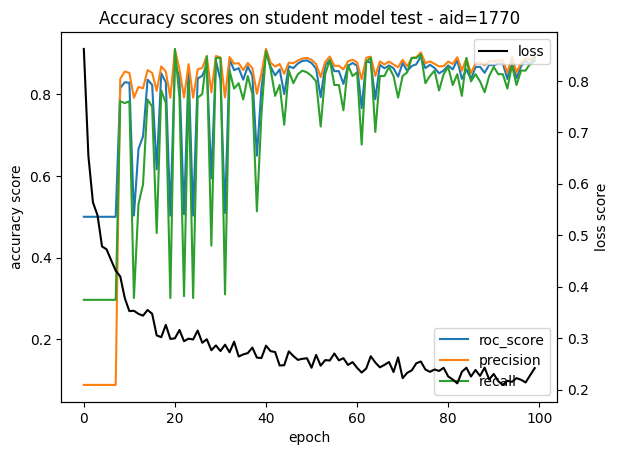 Accuracy scores on student model test - aid=1770
loss
0.8
0.6
0.4
0.2
accuracy score
0.8
0.7
0.6
0.5
0.4
0.3
0.2
loss score
roc_score
precision
recall
0
20
40
60
80
100
epoch